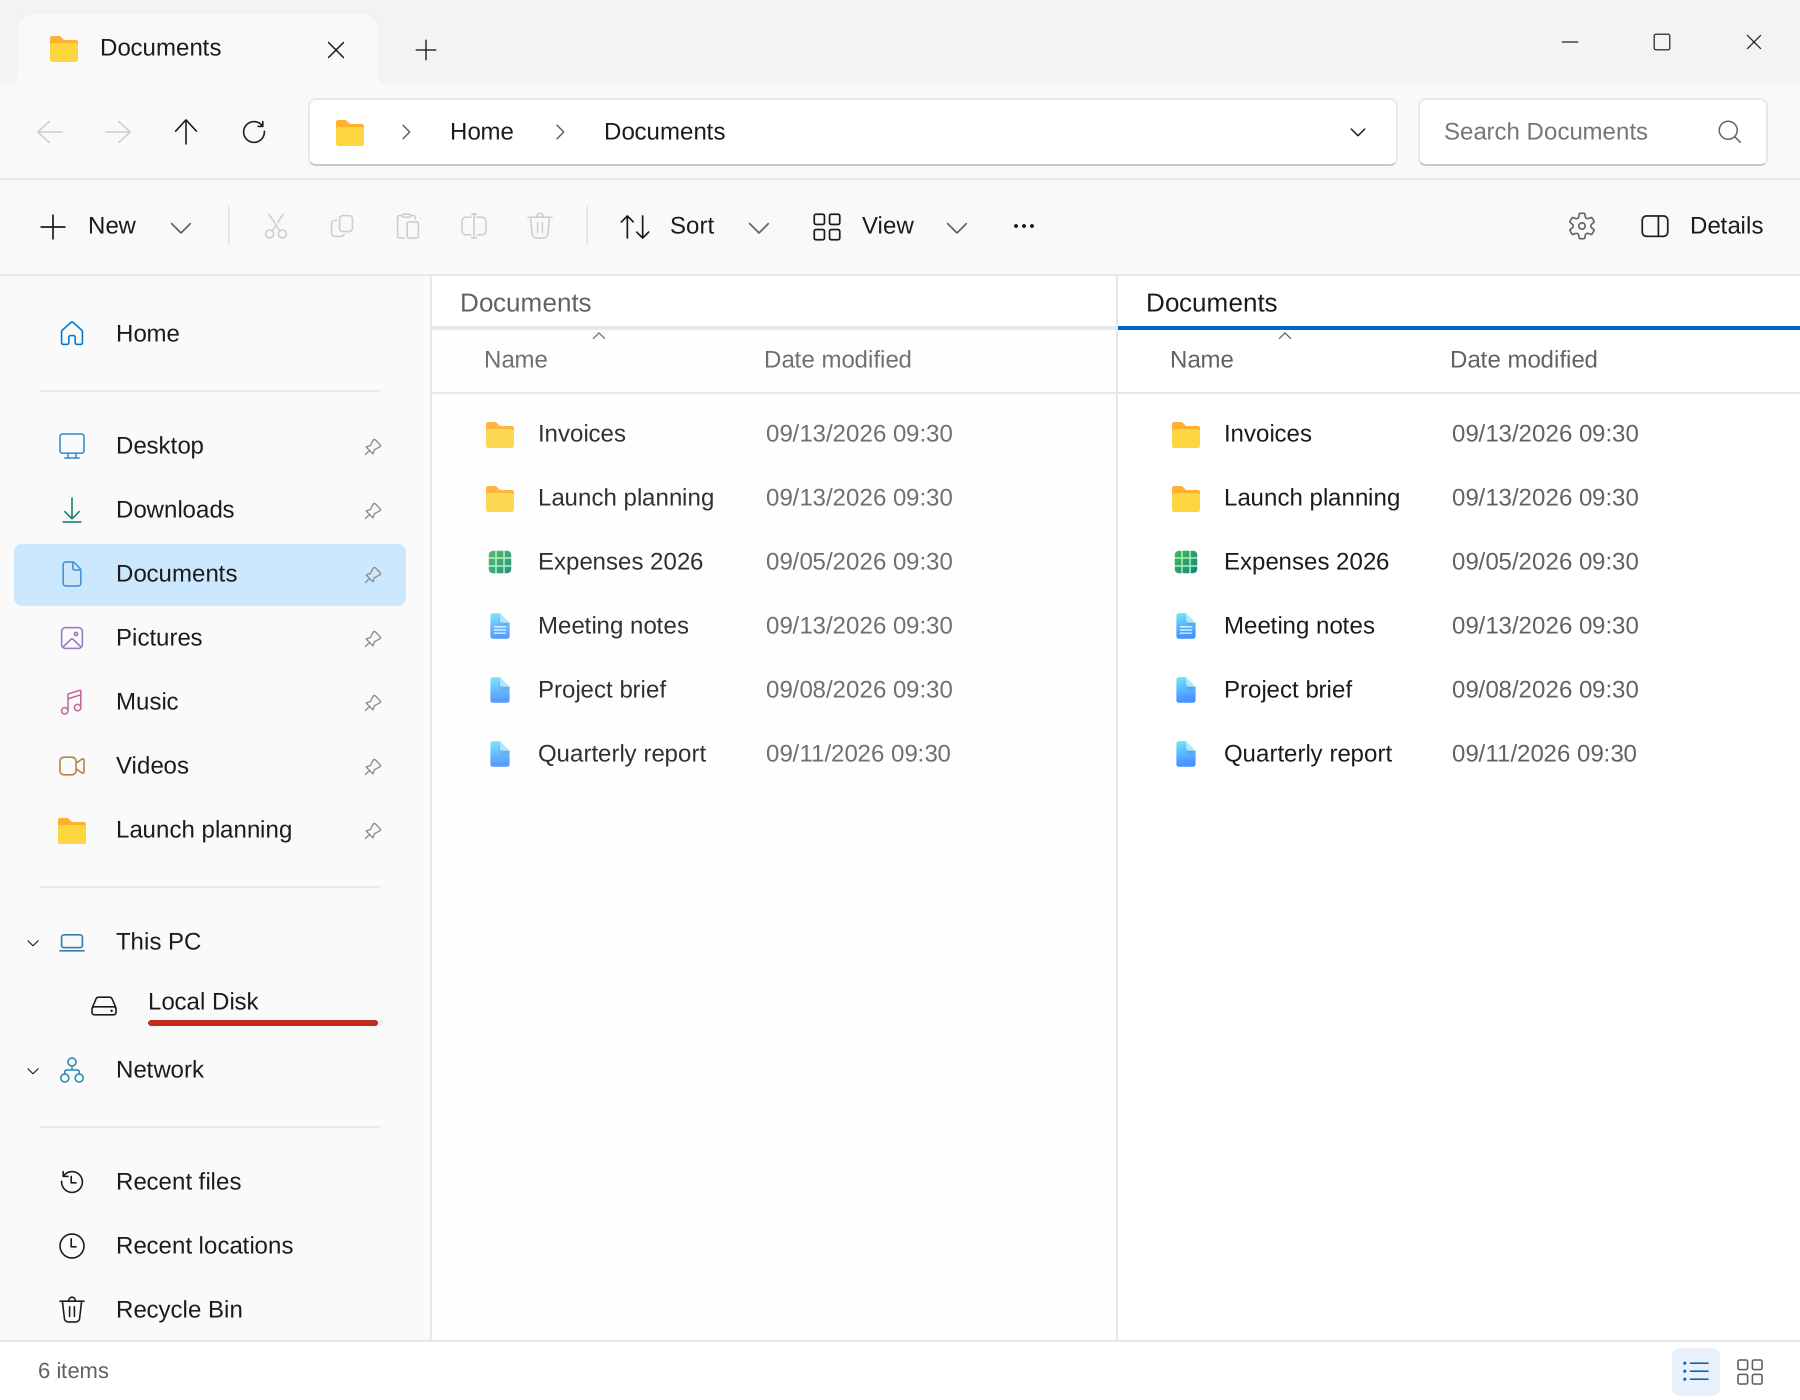 Documents
Home
Documents
Search Documents
New
Sort
View
Details
Home
Desktop
Downloads
Documents
Pictures
Music
Videos
Launch planning
This PC
Local Disk
Network
Recent files
Recent locations
Recycle Bin
Documents
Name Date modified
Invoices 09/13/2026 09:30
Launch planning 09/13/2026 09:30
Expenses 2026 09/05/2026 09:30
Meeting notes 09/13/2026 09:30
Project brief 09/08/2026 09:30
Quarterly report 09/11/2026 09:30
Documents
Name Date modified
Invoices 09/13/2026 09:30
Launch planning 09/13/2026 09:30
Expenses 2026 09/05/2026 09:30
Meeting notes 09/13/2026 09:30
Project brief 09/08/2026 09:30
Quarterly report 09/11/2026 09:30
6 items